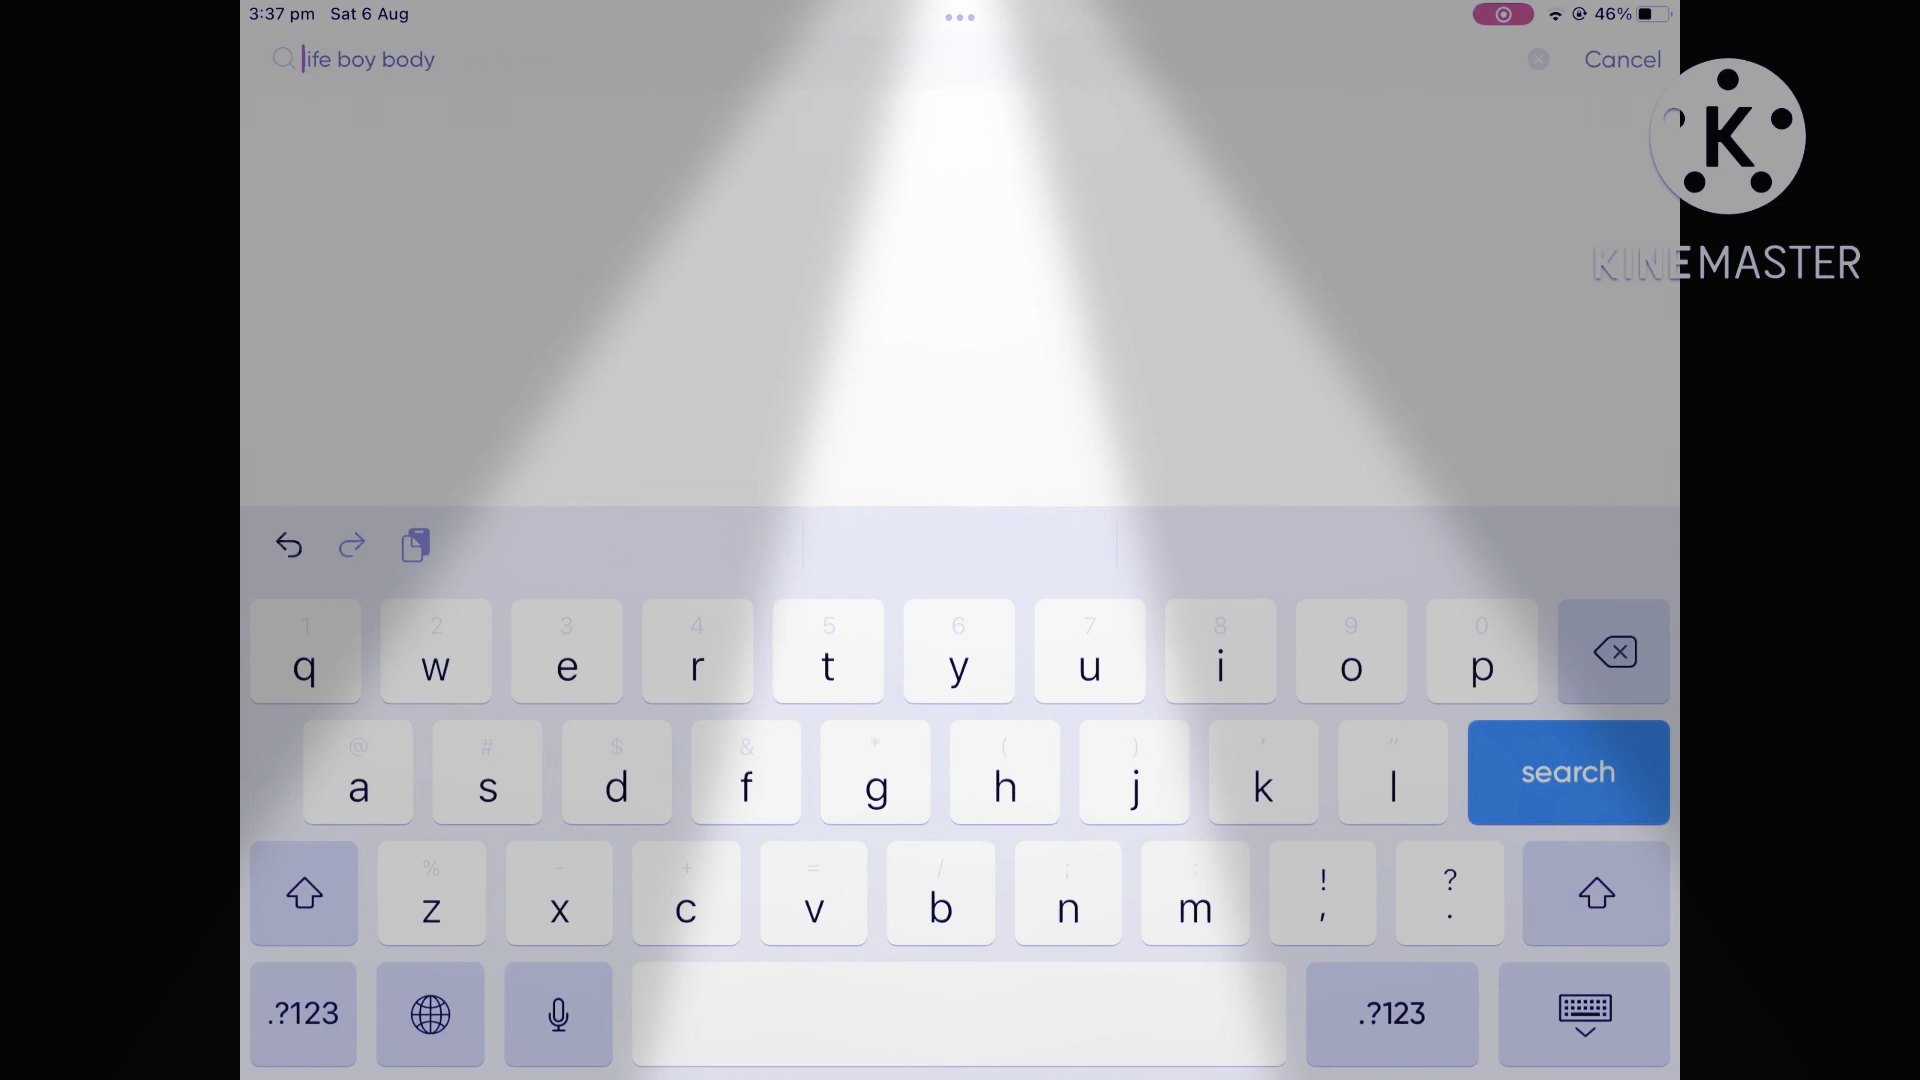 3:37 pm Sat 6 Aug 46%
life boy body Cancel
K
KINEMASTER
1 2 3 4 5 6 7 8 9 0
q w e r t y u i o p
@ # $ & * ( ) ' "
a s d f g h j k l search
% - + = / ; : ! ?
z x c v b n m , .
.?123 .?123